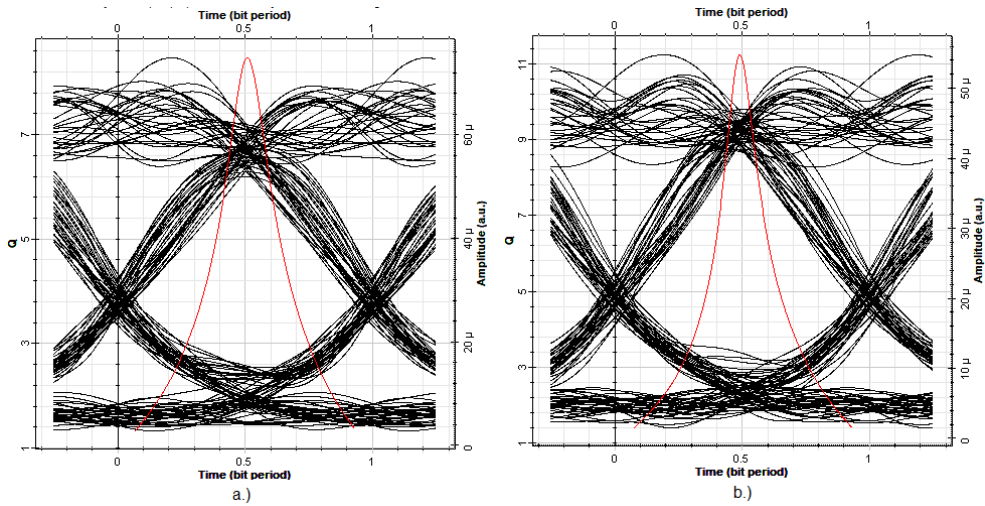 Time (bit period)
0 0.5 1
7
5
3
1
Q
60 µ
40 µ
20 µ
0
Amplitude (a.u.)
0 0.5 1
Time (bit period)
a.)
Time (bit period)
0 0.5 1
11
9
7
5
3
1
Q
50 µ
40 µ
30 µ
20 µ
10 µ
0
Amplitude (a.u.)
0 0.5 1
Time (bit period)
b.)